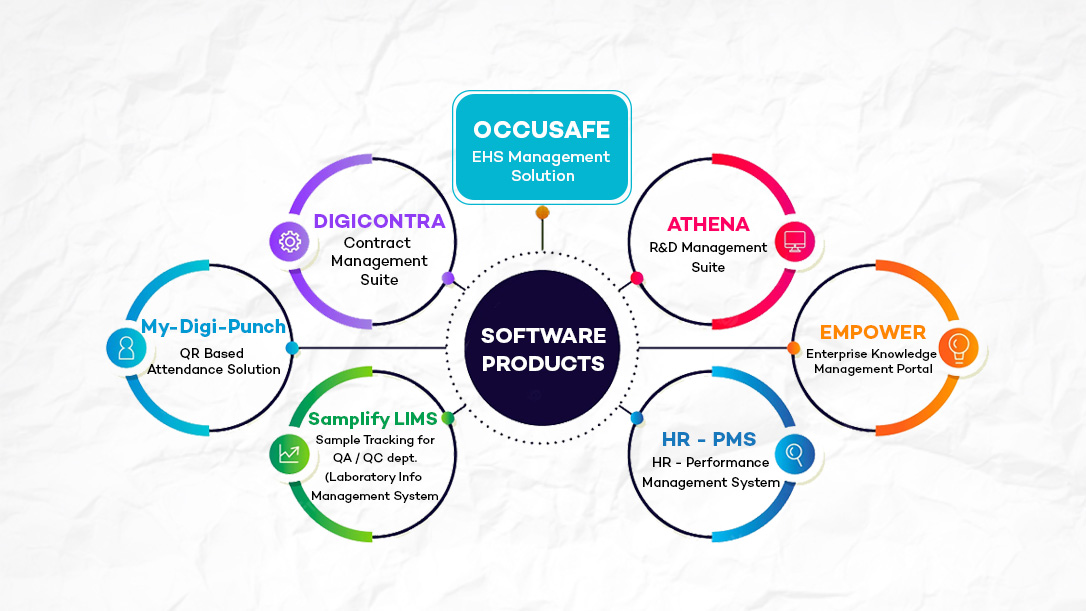 OCCUSAFE
EHS Management
Solution
DIGICONTRA
Contract
Management
Suite
ATHENA
R&D Management
Suite
My-Digi-Punch
QR Based
Attendance Solution
SOFTWARE
PRODUCTS
EMPOWER
Enterprise Knowledge
Management Portal
Samplify LIMS
Sample Tracking for
QA / QC dept.
(Laboratory Info
Management System
HR - PMS
HR - Performance
Management System